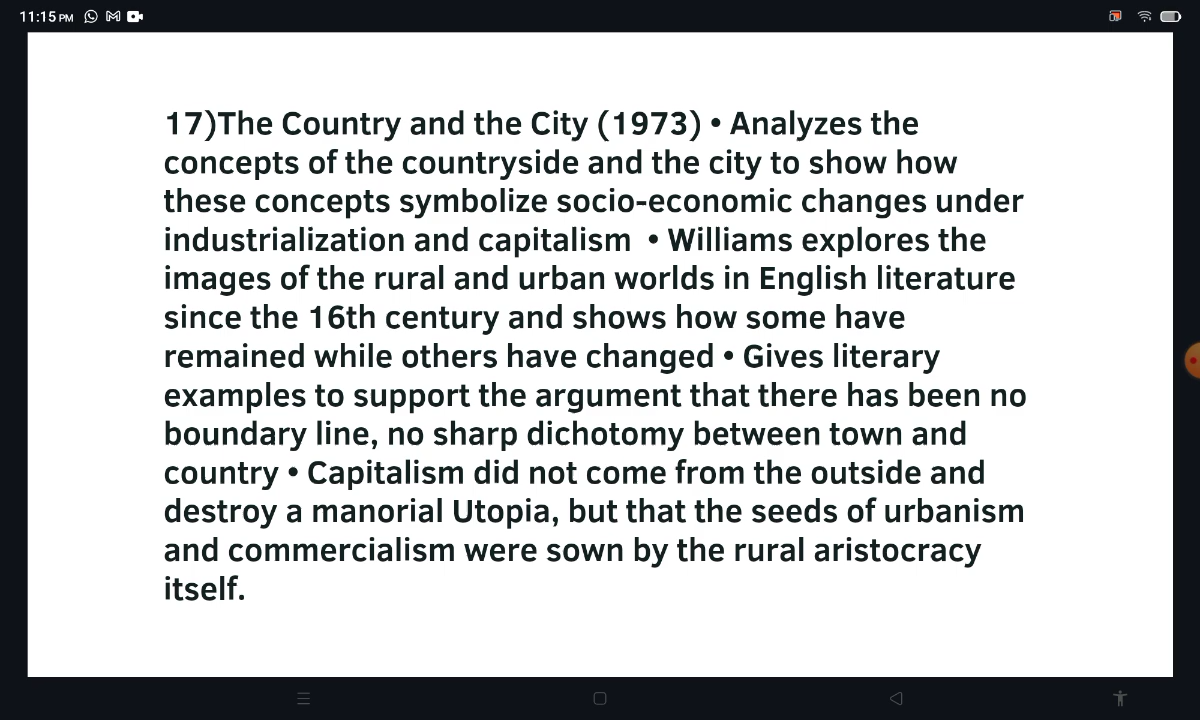 11:15 PM
17)The Country and the City (1973) • Analyzes the
concepts of the countryside and the city to show how
these concepts symbolize socio-economic changes under
industrialization and capitalism • Williams explores the
images of the rural and urban worlds in English literature
since the 16th century and shows how some have
remained while others have changed • Gives literary
examples to support the argument that there has been no
boundary line, no sharp dichotomy between town and
country • Capitalism did not come from the outside and
destroy a manorial Utopia, but that the seeds of urbanism
and commercialism were sown by the rural aristocracy
itself.